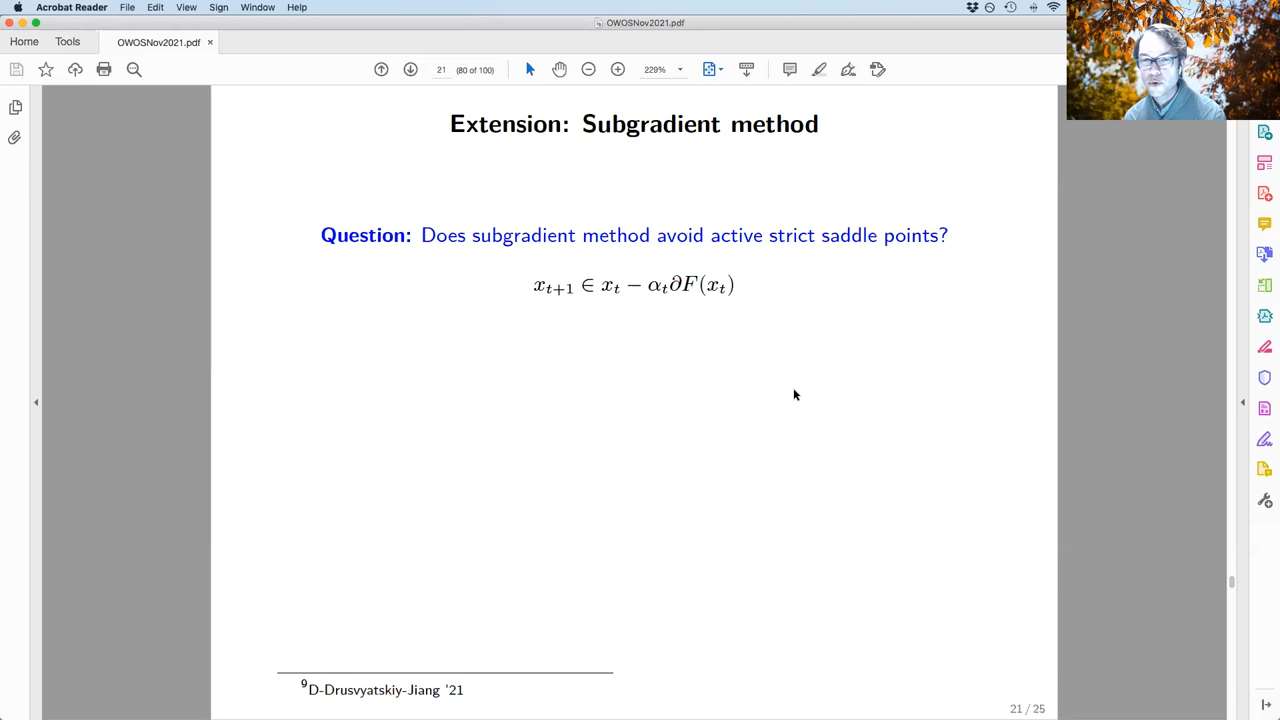 Acrobat Reader File Edit View Sign Window Help
OWOSNov2021.pdf
Home Tools OWOSNov2021.pdf ×
21 (80 of 100) 229%
Extension: Subgradient method
Question: Does subgradient method avoid active strict saddle points?
x_{t+1} ∈ x_t − α_t∂F(x_t)
⁹D-Drusvyatskiy-Jiang '21
21 / 25